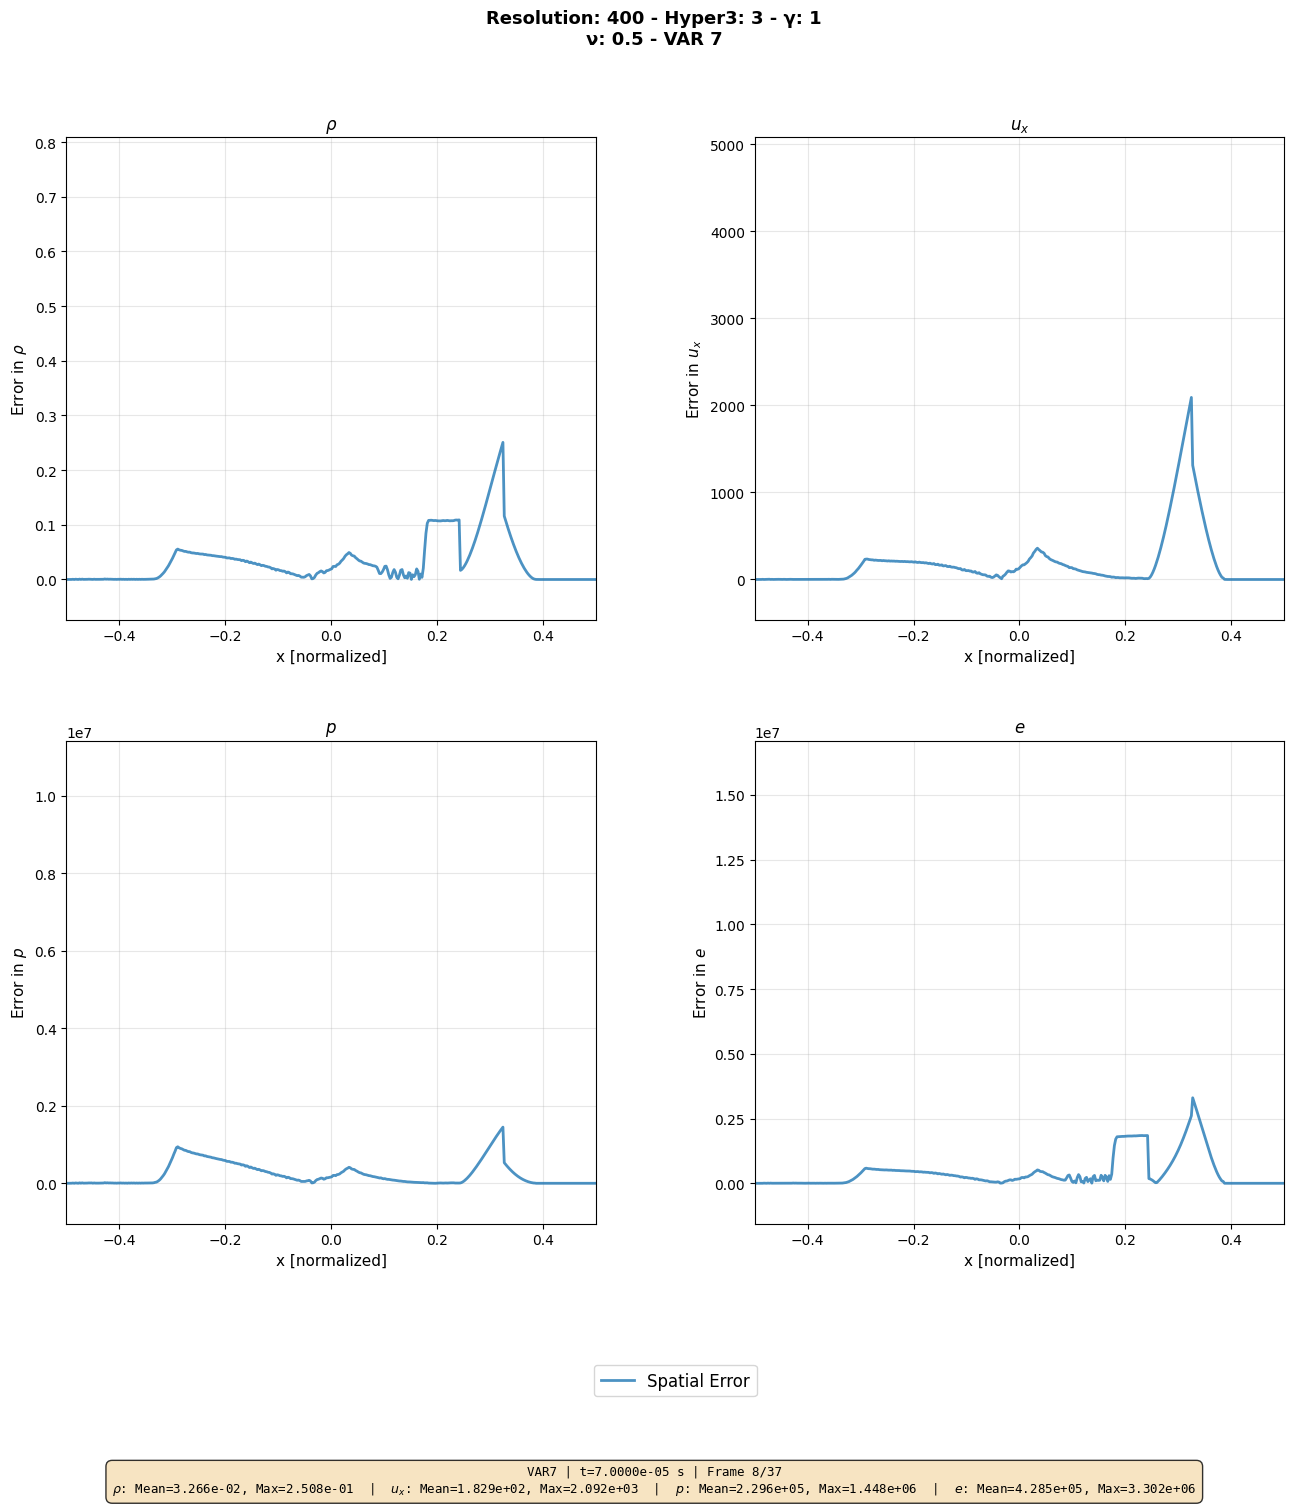 Resolution: 400 - Hyper3: 3 - γ: 1
ν: 0.5 - VAR 7
ρ
Error in ρ
0.8
0.7
0.6
0.5
0.4
0.3
0.2
0.1
0.0
−0.4 −0.2 0.0 0.2 0.4
x [normalized]
u_x
Error in u_x
5000
4000
3000
2000
1000
0
−0.4 −0.2 0.0 0.2 0.4
x [normalized]
p
1e7
Error in p
1.0
0.8
0.6
0.4
0.2
0.0
−0.4 −0.2 0.0 0.2 0.4
x [normalized]
e
1e7
Error in e
1.50
1.25
1.00
0.75
0.50
0.25
0.00
−0.4 −0.2 0.0 0.2 0.4
x [normalized]
Spatial Error
VAR7 | t=7.0000e-05 s | Frame 8/37
ρ: Mean=3.266e-02, Max=2.508e-01 | u_x: Mean=1.829e+02, Max=2.092e+03 | p: Mean=2.296e+05, Max=1.448e+06 | e: Mean=4.285e+05, Max=3.302e+06